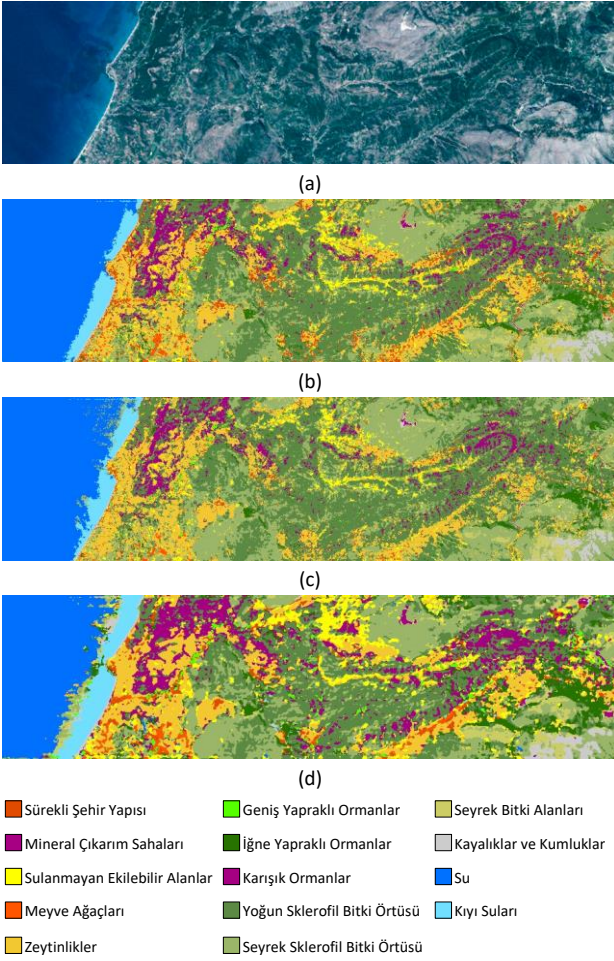 (a)
(b)
(c)
(d)
Sürekli Şehir Yapısı
Geniş Yapraklı Ormanlar
Seyrek Bitki Alanları
Mineral Çıkarım Sahaları
İğne Yapraklı Ormanlar
Kayalıklar ve Kumluklar
Sulanmayan Ekilebilir Alanlar
Karışık Ormanlar
Su
Meyve Ağaçları
Yoğun Sklerofil Bitki Örtüsü
Kıyı Suları
Zeytinlikler
Seyrek Sklerofil Bitki Örtüsü